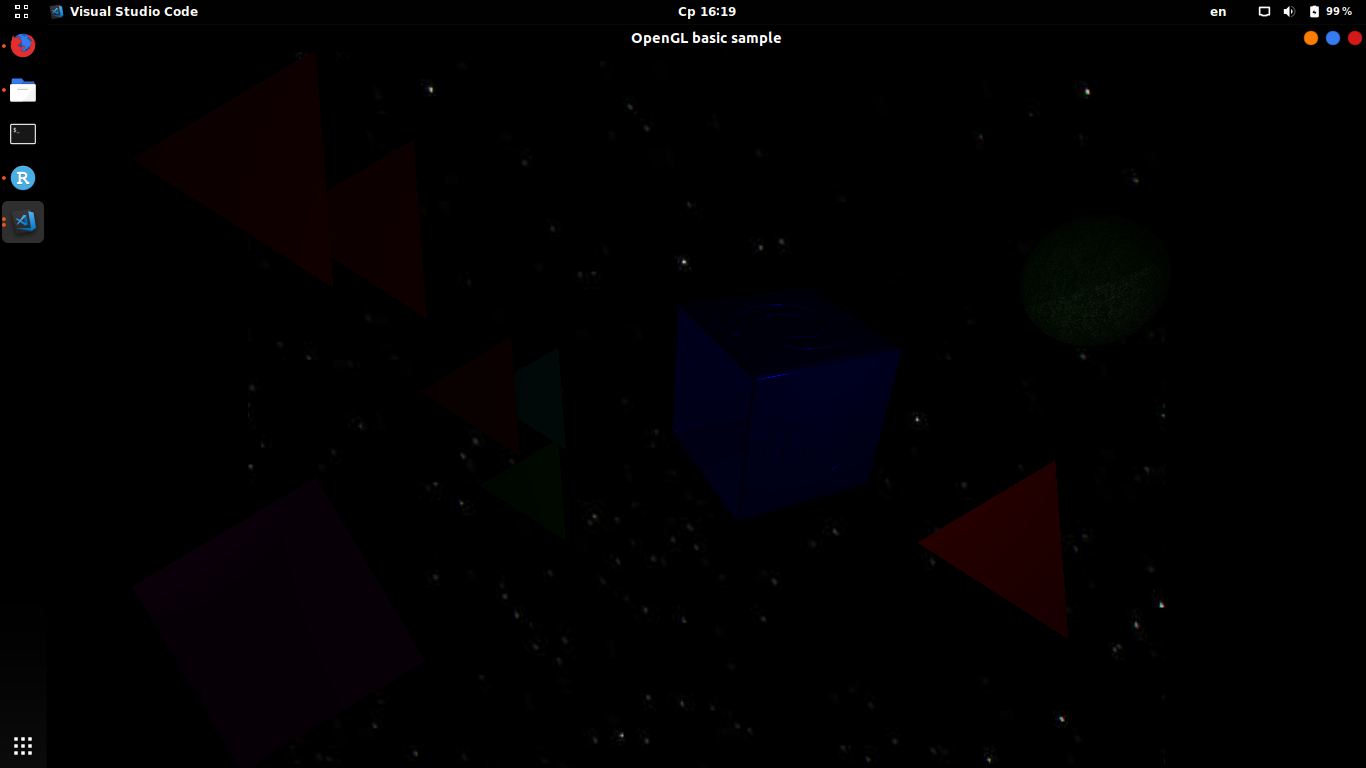 Visual Studio Code
Ср 16:19
en
99 %
OpenGL basic sample
$_
R